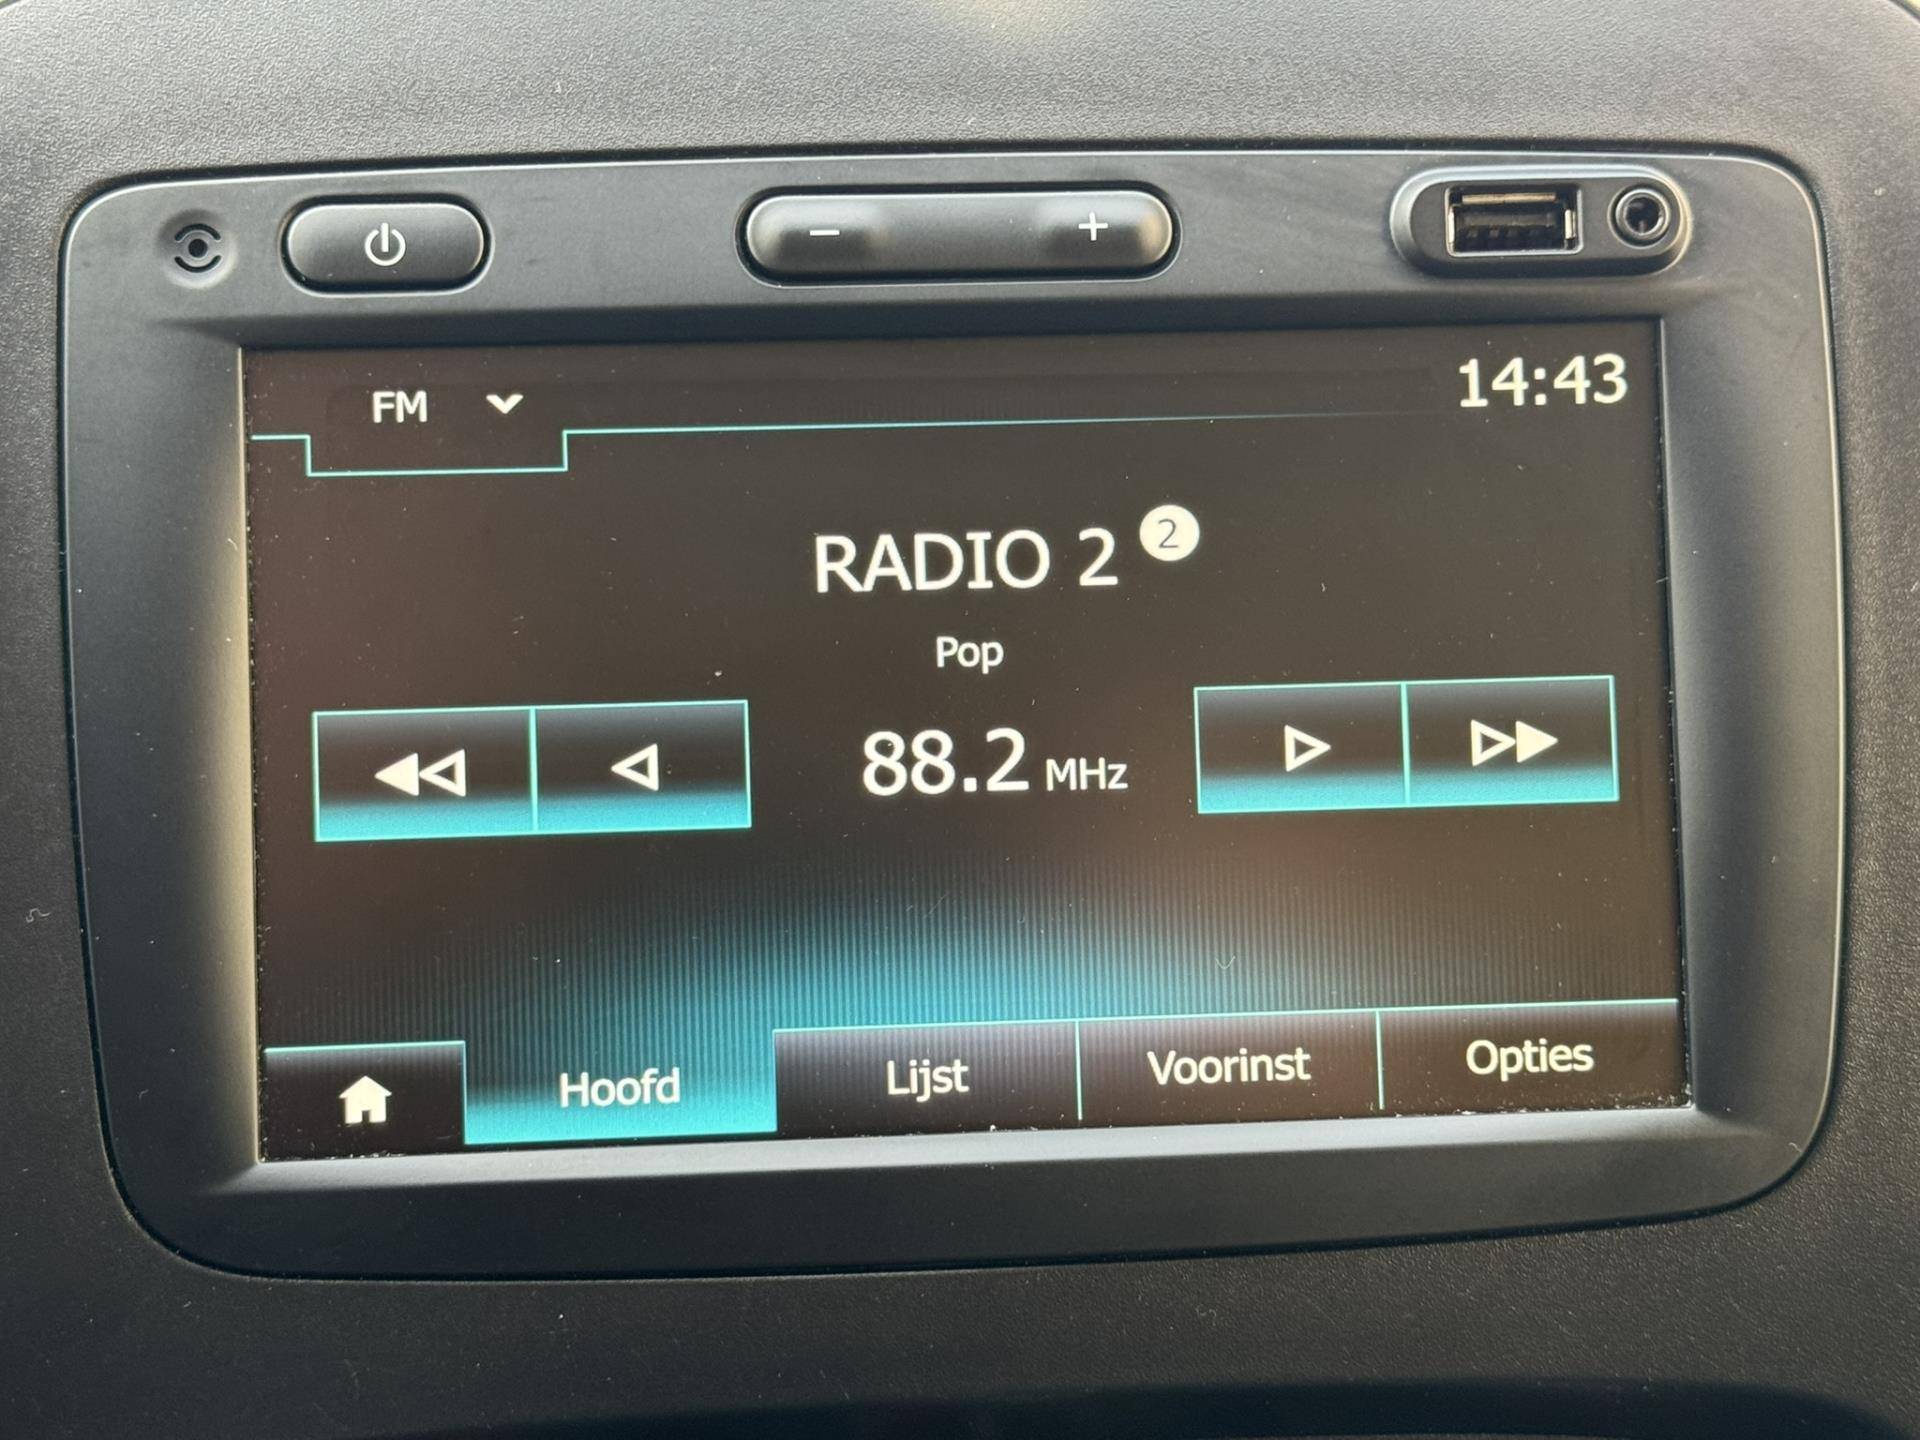 FM
14:43
RADIO 2 2
Pop
88.2 MHz
Hoofd Lijst Voorinst Opties